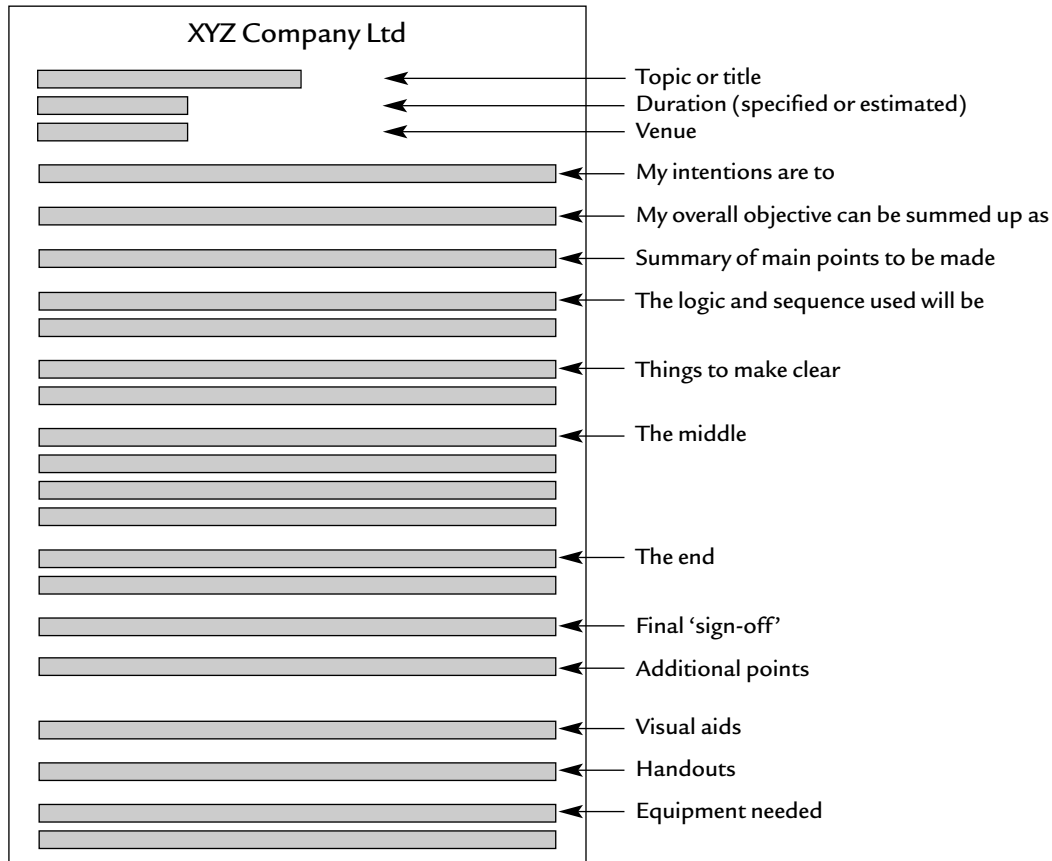 XYZ Company Ltd
Topic or title
Duration (specified or estimated)
Venue
My intentions are to
My overall objective can be summed up as
Summary of main points to be made
The logic and sequence used will be
Things to make clear
The middle
The end
Final ‘sign-off’
Additional points
Visual aids
Handouts
Equipment needed